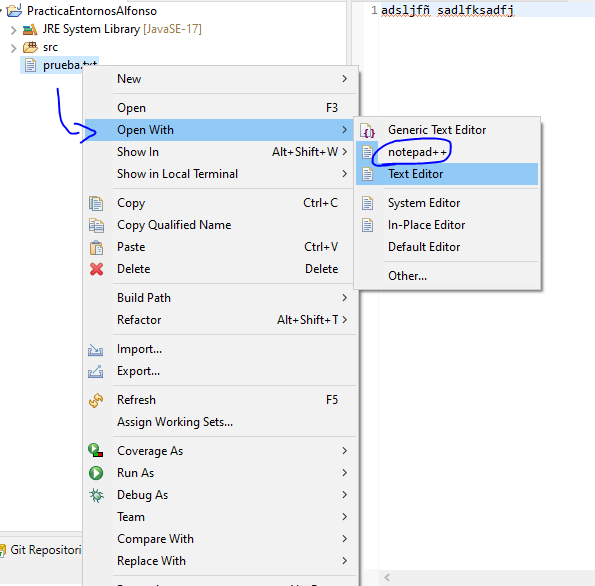 PracticaEntornosAlfonso
JRE System Library [JavaSE-17]
src
prueba.txt
1 adsljfñ sadlfksadfj
New
Open F3
Open With
Show In Alt+Shift+W
Show in Local Terminal
Copy Ctrl+C
Copy Qualified Name
Paste Ctrl+V
Delete Delete
Build Path
Refactor Alt+Shift+T
Import...
Export...
Refresh F5
Assign Working Sets...
Coverage As
Run As
Debug As
Team
Compare With
Replace With
Generic Text Editor
notepad++
Text Editor
System Editor
In-Place Editor
Default Editor
Other...
Git Repositori